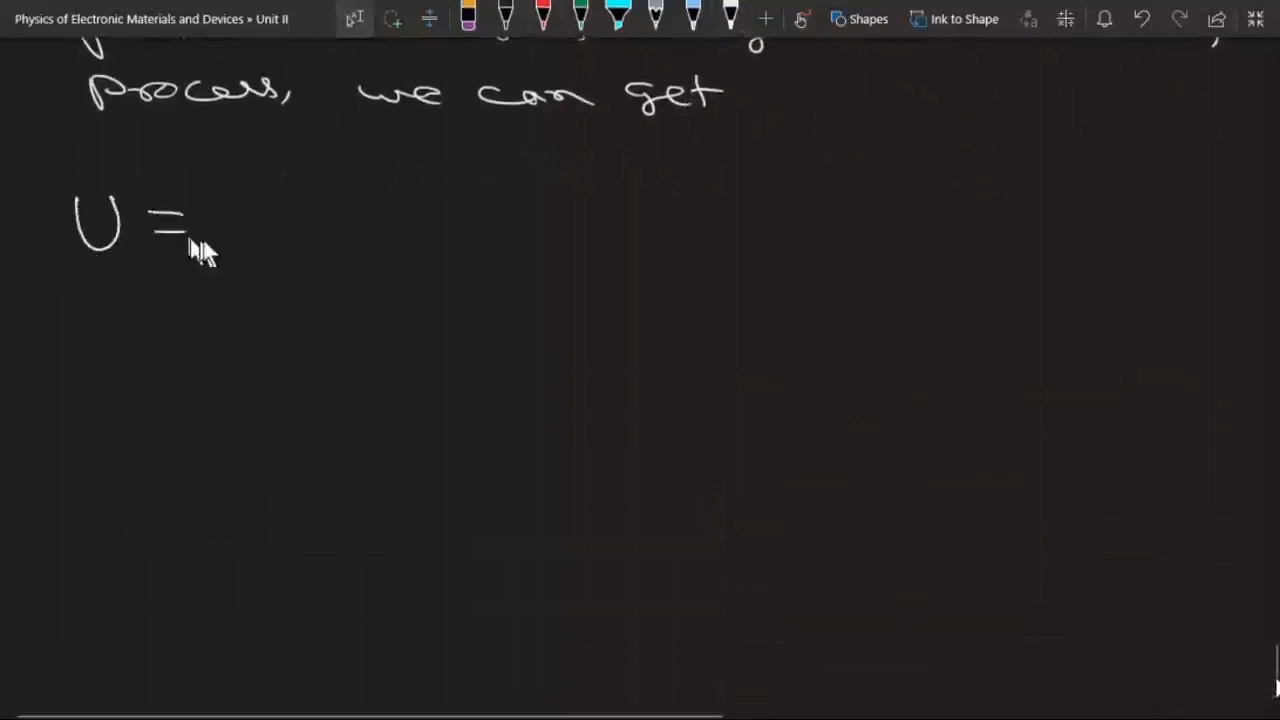 Physics of Electronic Materials and Devices » Unit II
Shapes
Ink to Shape
process, we can get
U =